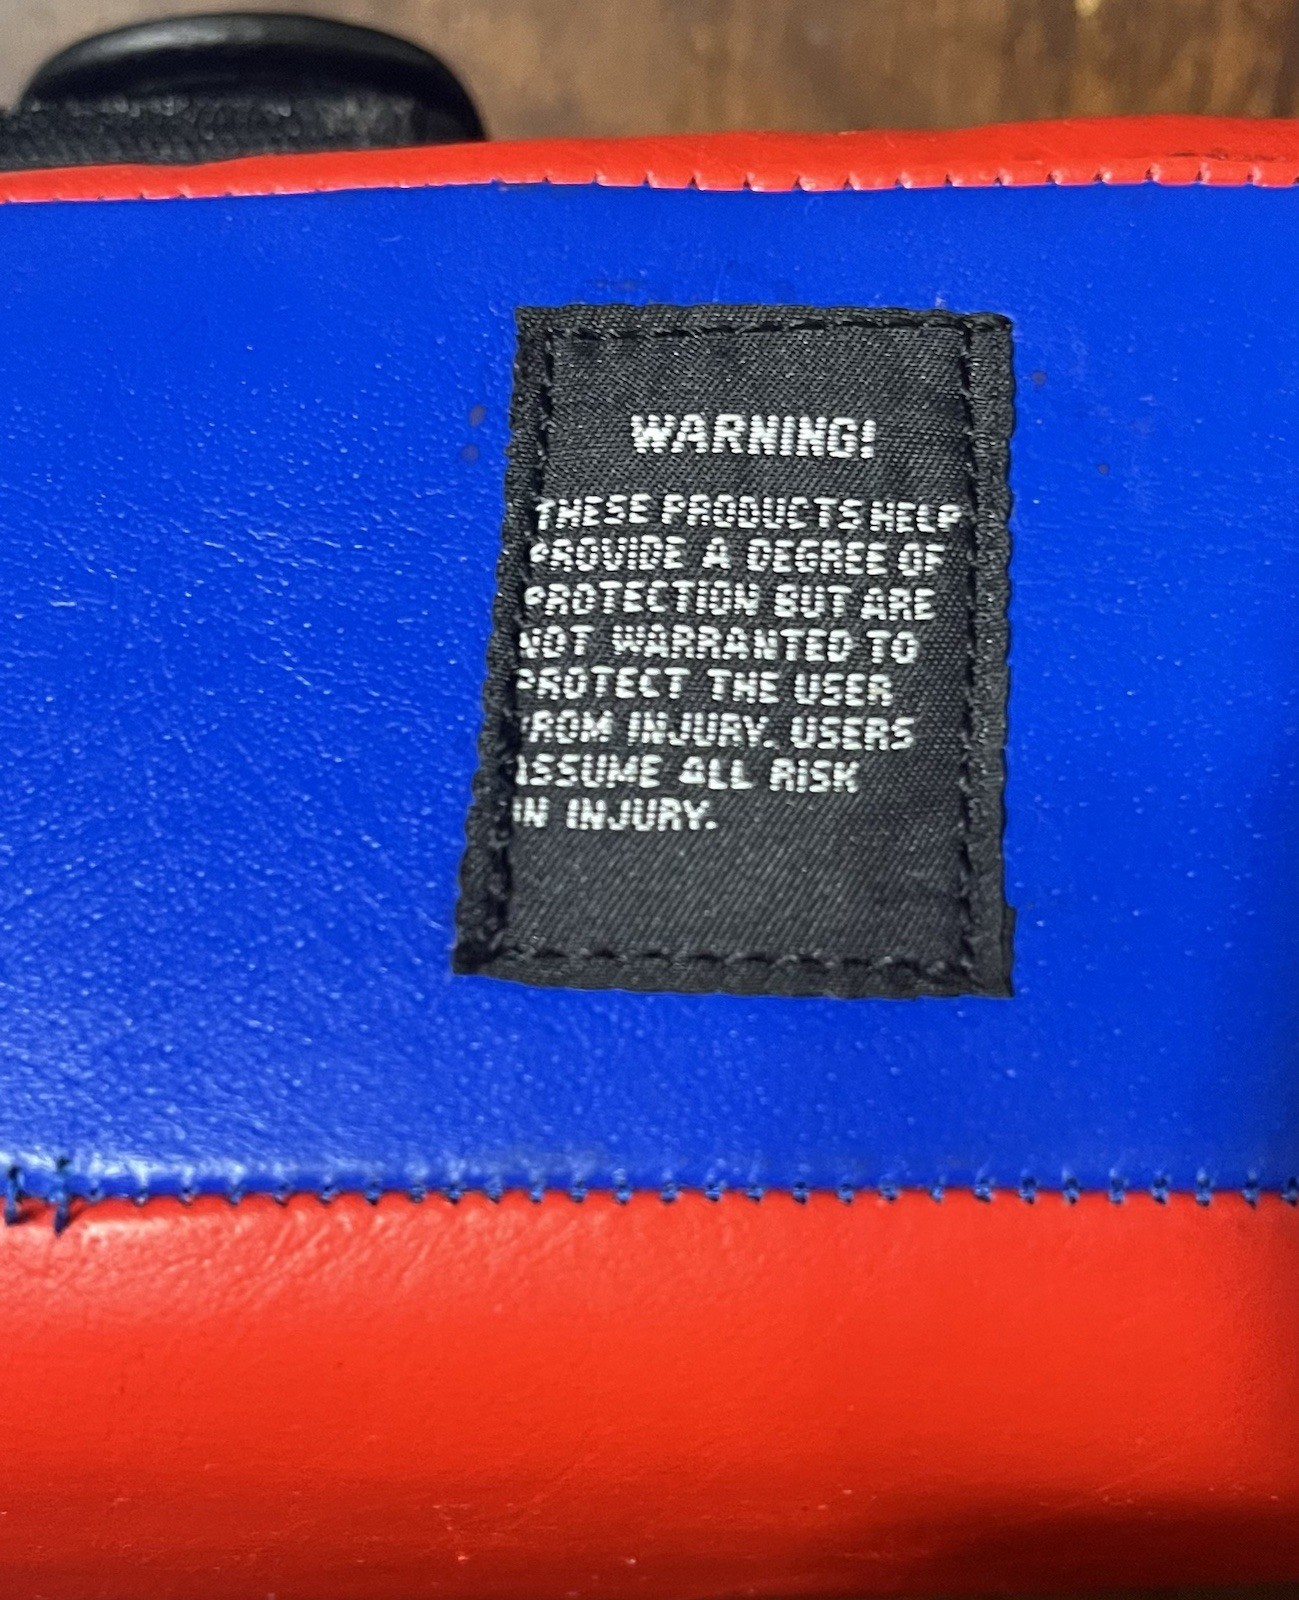 WARNING!
THESE PRODUCTS HELP
PROVIDE A DEGREE OF
PROTECTION BUT ARE
NOT WARRANTED TO
PROTECT THE USER
FROM INJURY. USERS
ASSUME ALL RISK
IN INJURY.